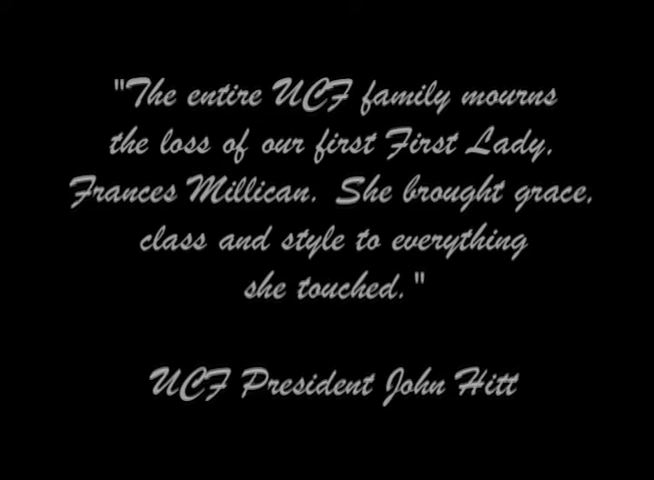 "The entire UCF family mourns
the loss of our first First Lady,
Frances Millican. She brought grace,
class and style to everything
she touched."
UCF President John Hitt